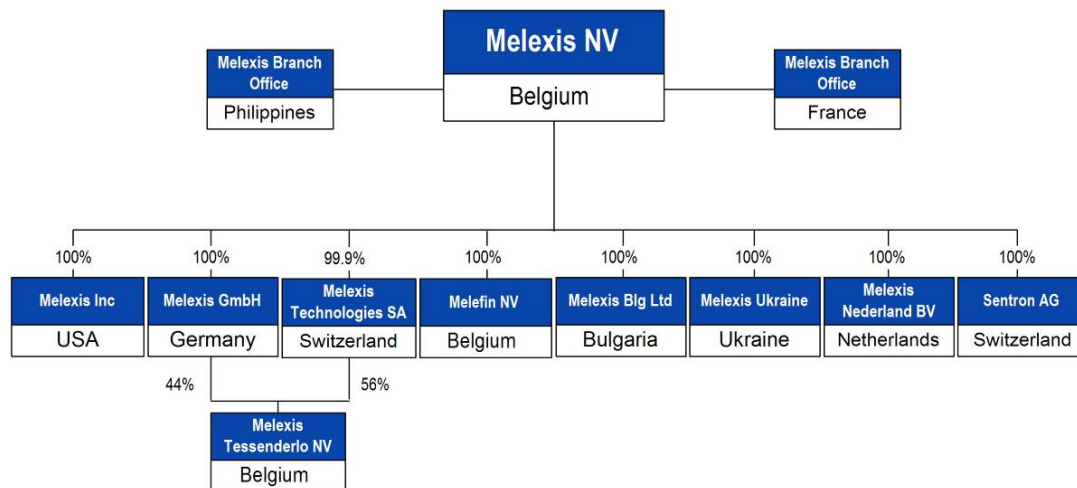 Melexis NV
Belgium
Melexis Branch
Office
Philippines
Melexis Branch
Office
France
100%
100%
99.9%
100%
100%
100%
100%
100%
Melexis Inc
USA
Melexis GmbH
Germany
Melexis
Technologies SA
Switzerland
Melefin NV
Belgium
Melexis Blg Ltd
Bulgaria
Melexis Ukraine
Ukraine
Melexis
Nederland BV
Netherlands
Sentron AG
Switzerland
44%
56%
Melexis
Tessenderlo NV
Belgium